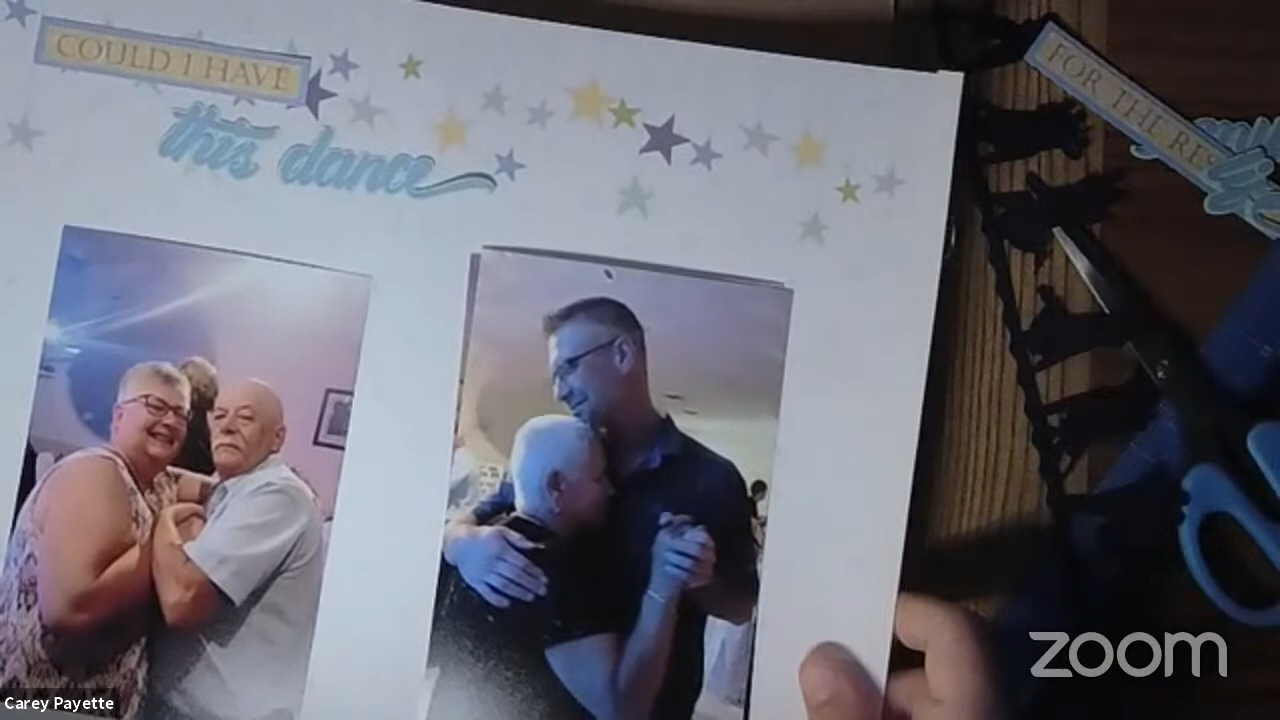 COULD I HAVE
this dance
FOR THE RES
zoom
Carey Payette